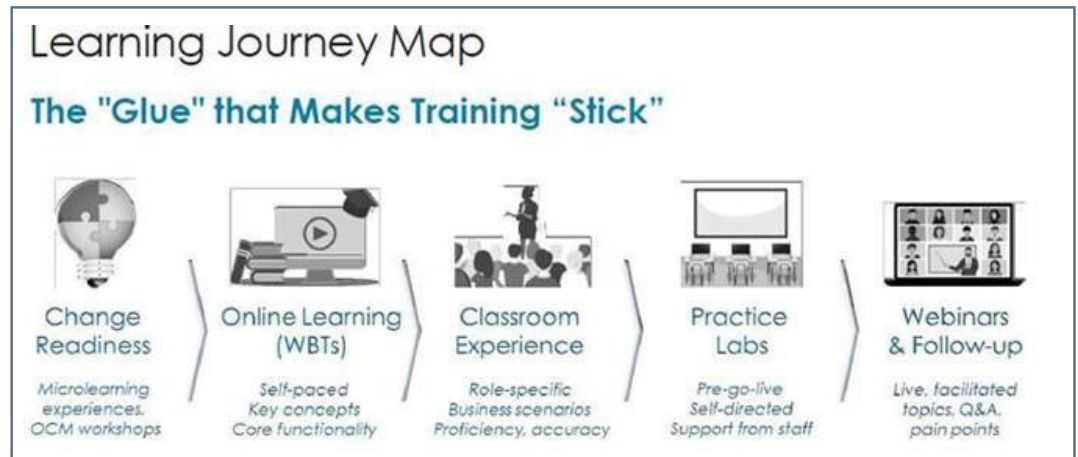 Learning Journey Map
The "Glue" that Makes Training “Stick”
Change
Readiness
Microlearning
experiences,
OCM workshops
Online Learning
(WBTs)
Self-paced
Key concepts
Core functionality
Classroom
Experience
Role-specific
Business scenarios
Proficiency, accuracy
Practice
Labs
Pre-go-live
Self-directed
Support from staff
Webinars
& Follow-up
Live, facilitated
topics, Q&A,
pain points